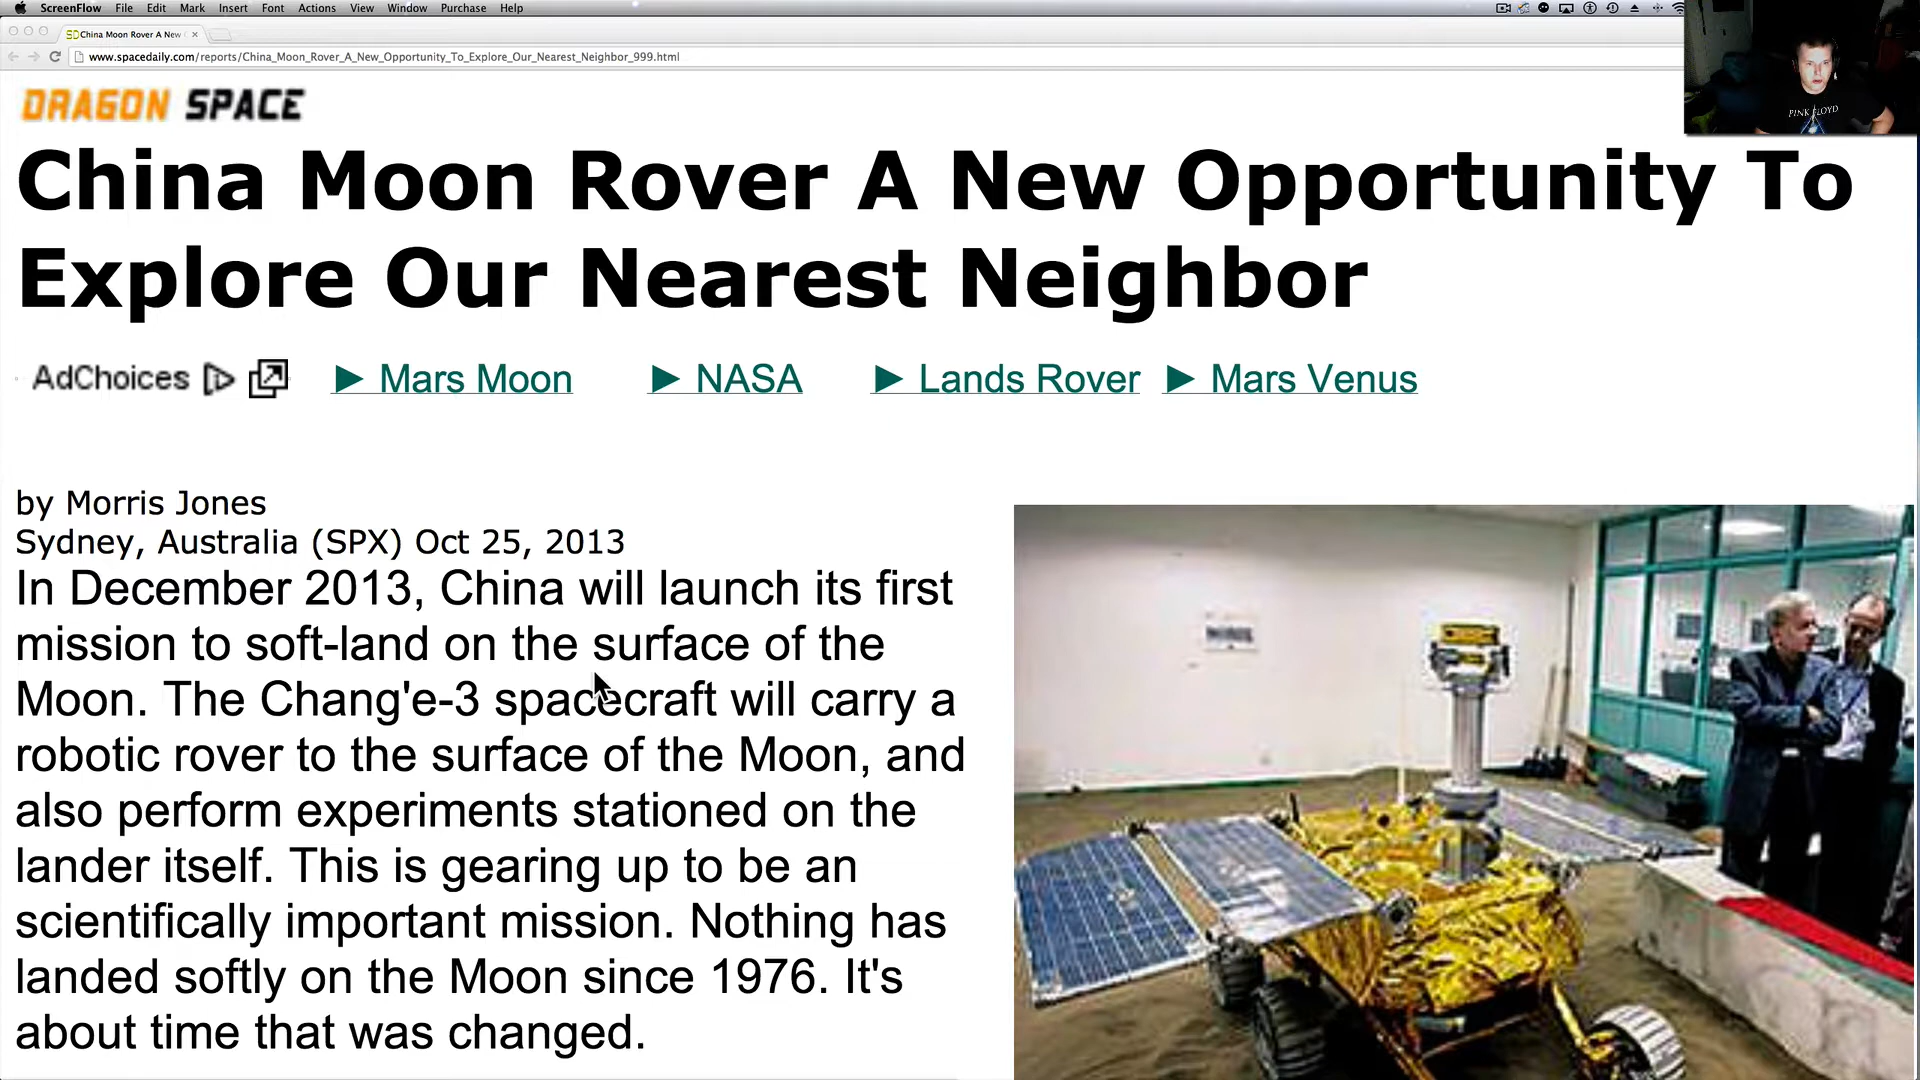 ScreenFlow File Edit Mark Insert Font Actions View Window Purchase Help
China Moon Rover A New
www.spacedaily.com/reports/China_Moon_Rover_A_New_Opportunity_To_Explore_Our_Nearest_Neighbor_999.html
DRAGON SPACE
PINK FLOYD
China Moon Rover A New Opportunity To
Explore Our Nearest Neighbor
AdChoices ► Mars Moon ► NASA ► Lands Rover ► Mars Venus
by Morris Jones
Sydney, Australia (SPX) Oct 25, 2013
In December 2013, China will launch its first
mission to soft-land on the surface of the
Moon. The Chang'e-3 spacecraft will carry a
robotic rover to the surface of the Moon, and
also perform experiments stationed on the
lander itself. This is gearing up to be an
scientifically important mission. Nothing has
landed softly on the Moon since 1976. It's
about time that was changed.